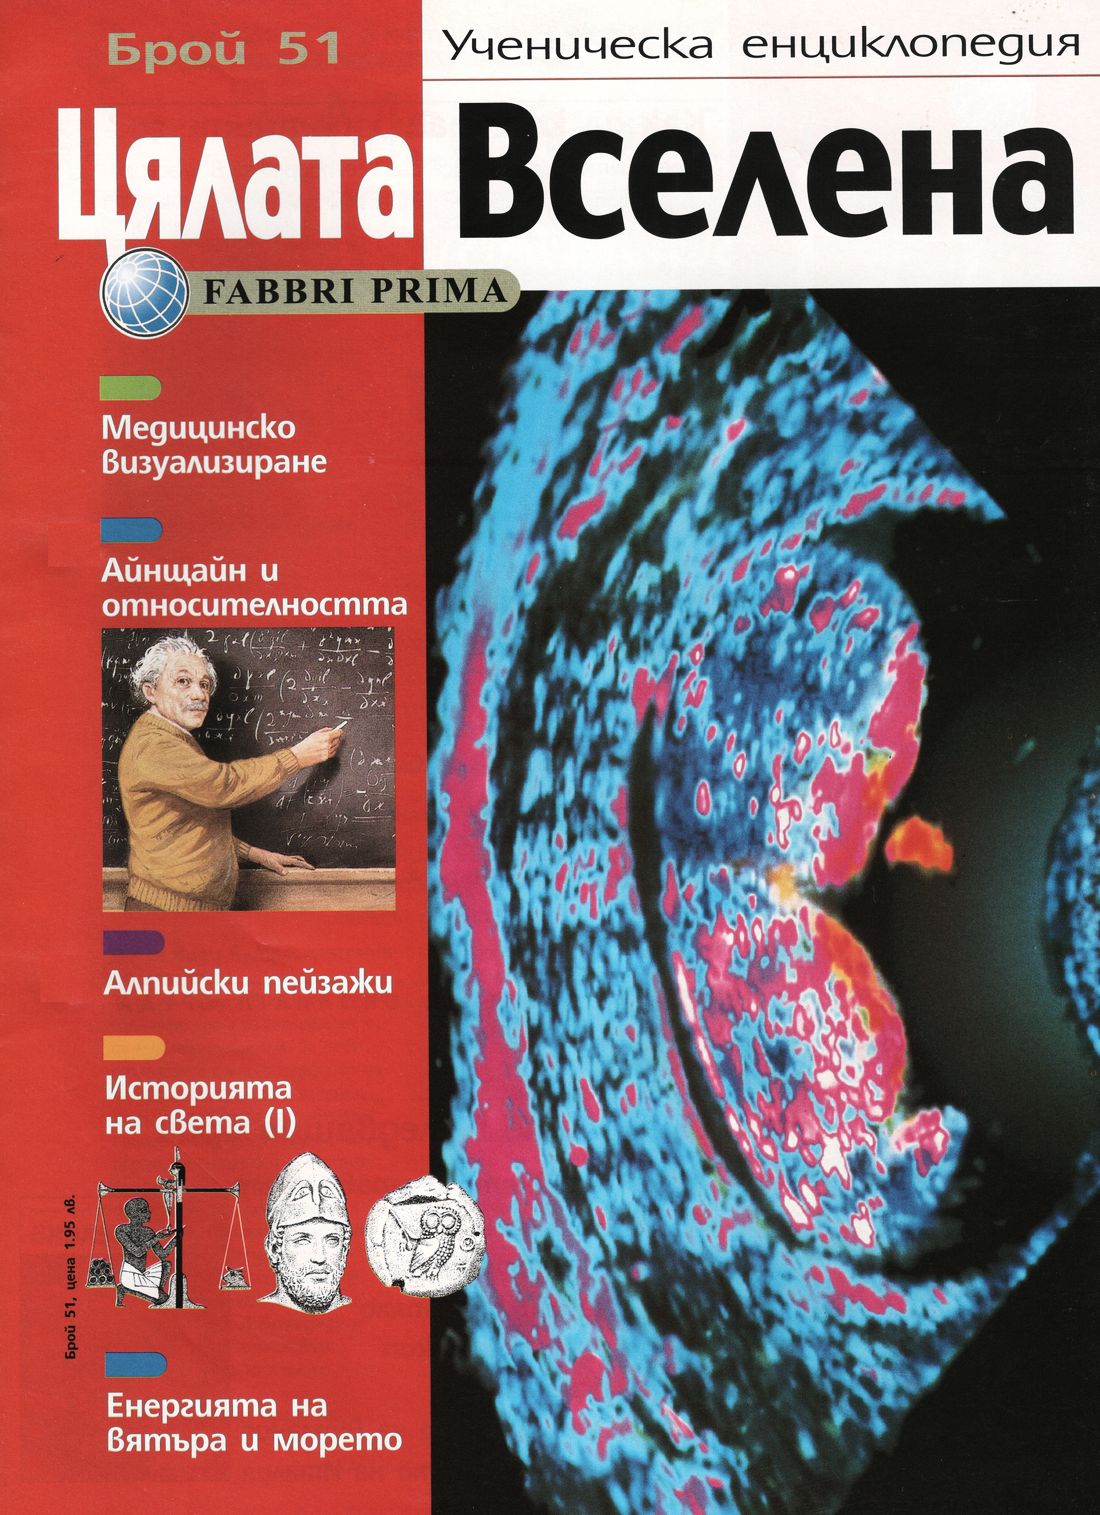 Брой 51
Ученическа енциклопедия
Цялата Вселена
FABBRI PRIMA
Медицинско
визуализиране
Айнщайн и
относителността
Алпийски пейзажи
Историята
на света (I)
Брой 51, цена 1.95 лв.
Енергията на
вятъра и морето